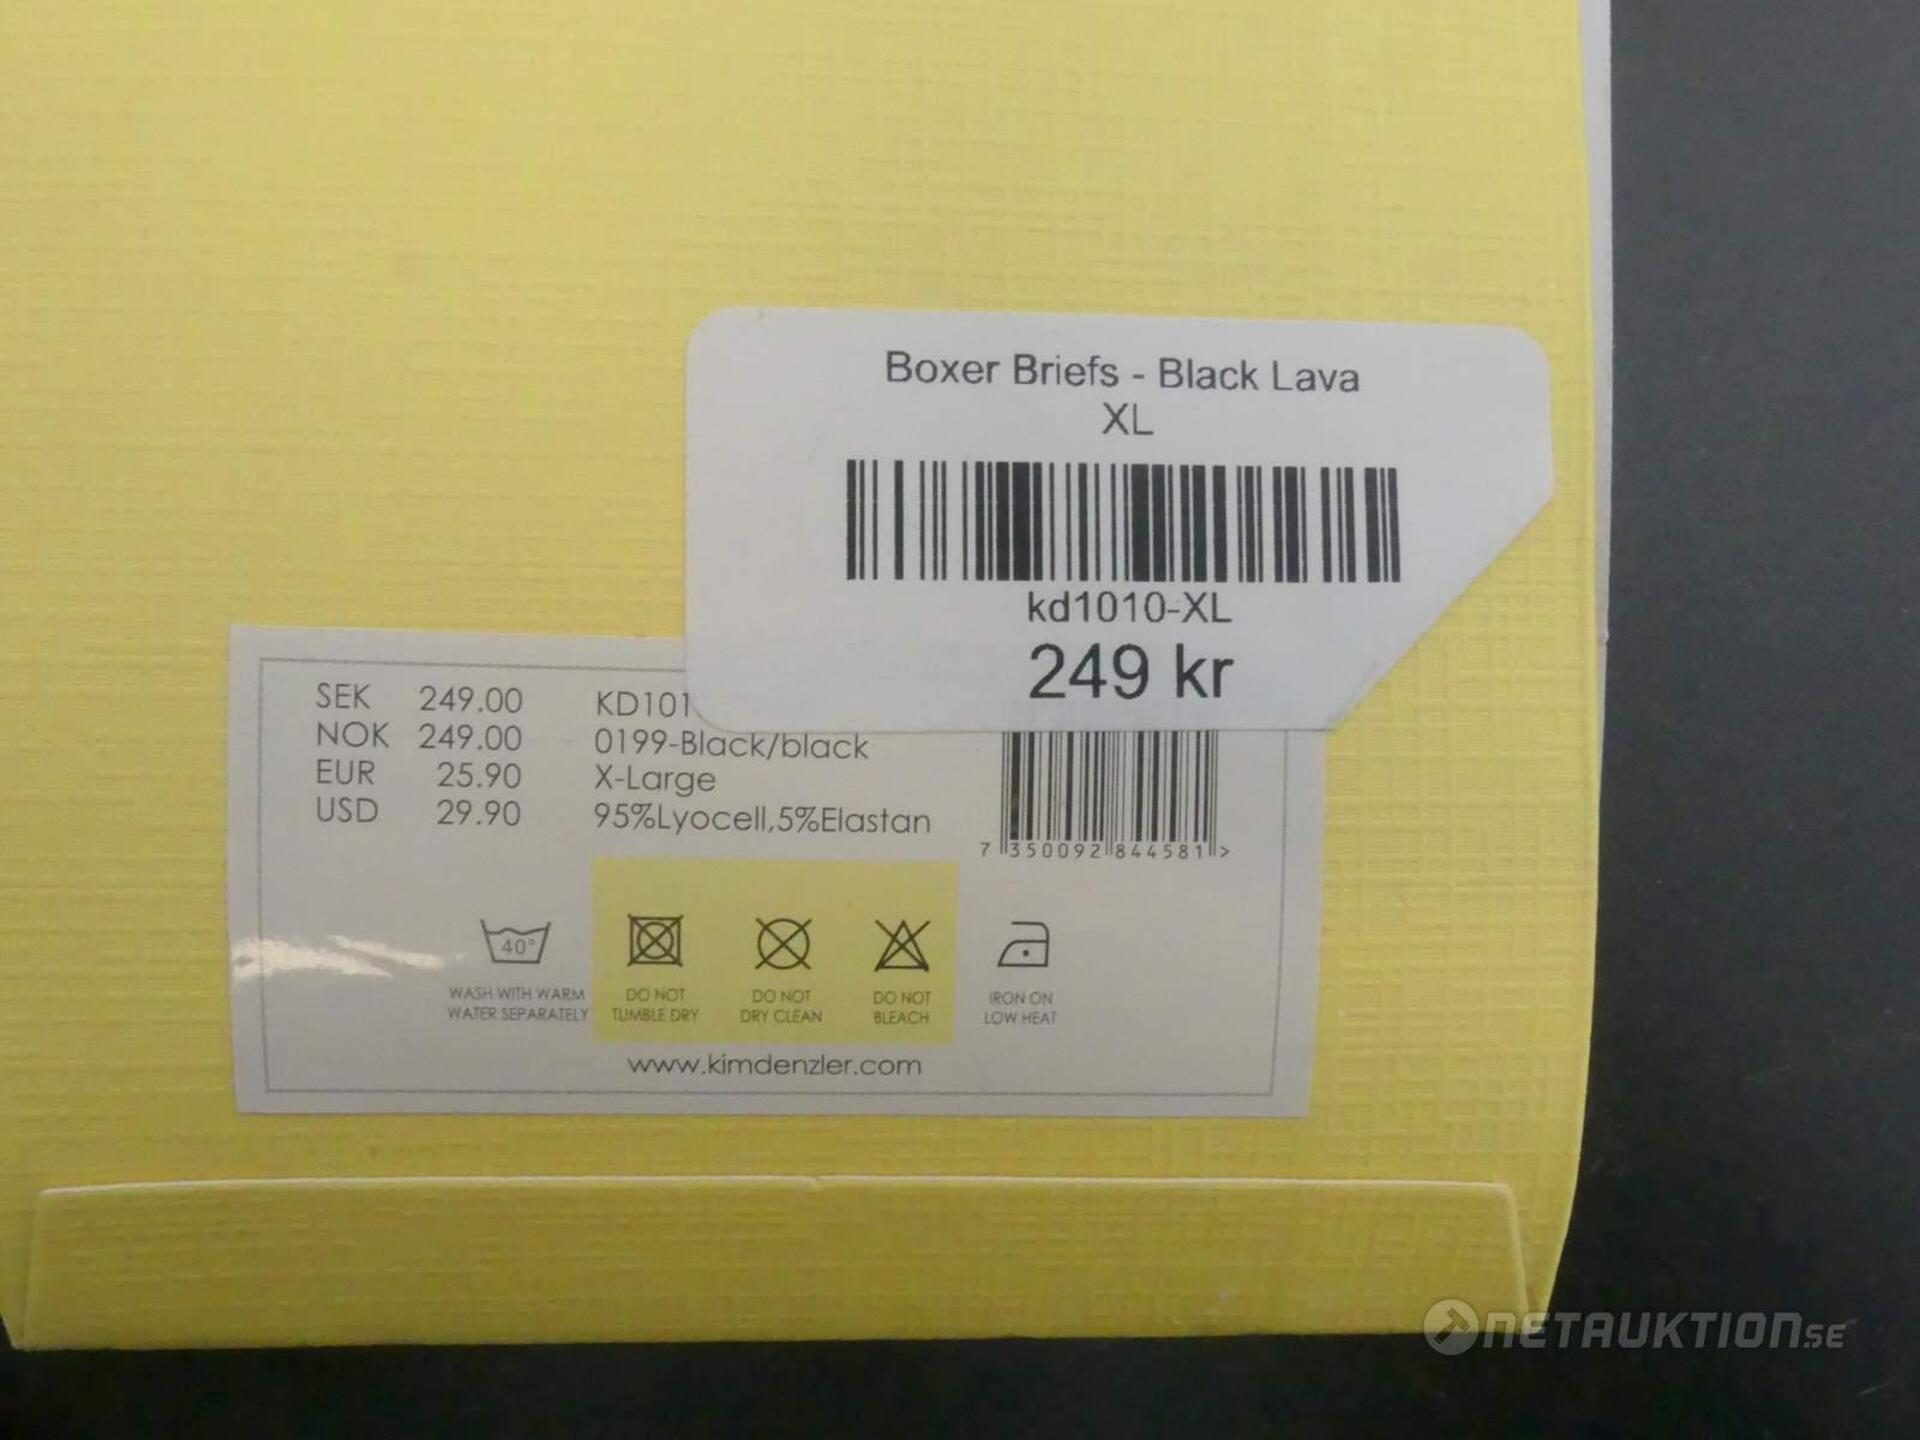 Boxer Briefs - Black Lava
XL
kd1010-XL
249 kr
SEK 249.00 KD101
NOK 249.00 0199-Black/black
EUR 25.90 X-Large
USD 29.90 95%Lyocell,5%Elastan
7 350092 844581 >
40°
WASH WITH WARM
WATER SEPARATELY
DO NOT
TUMBLE DRY
DO NOT
DRY CLEAN
DO NOT
BLEACH
IRON ON
LOW HEAT
www.kimdenzler.com
NETAUKTION.SE